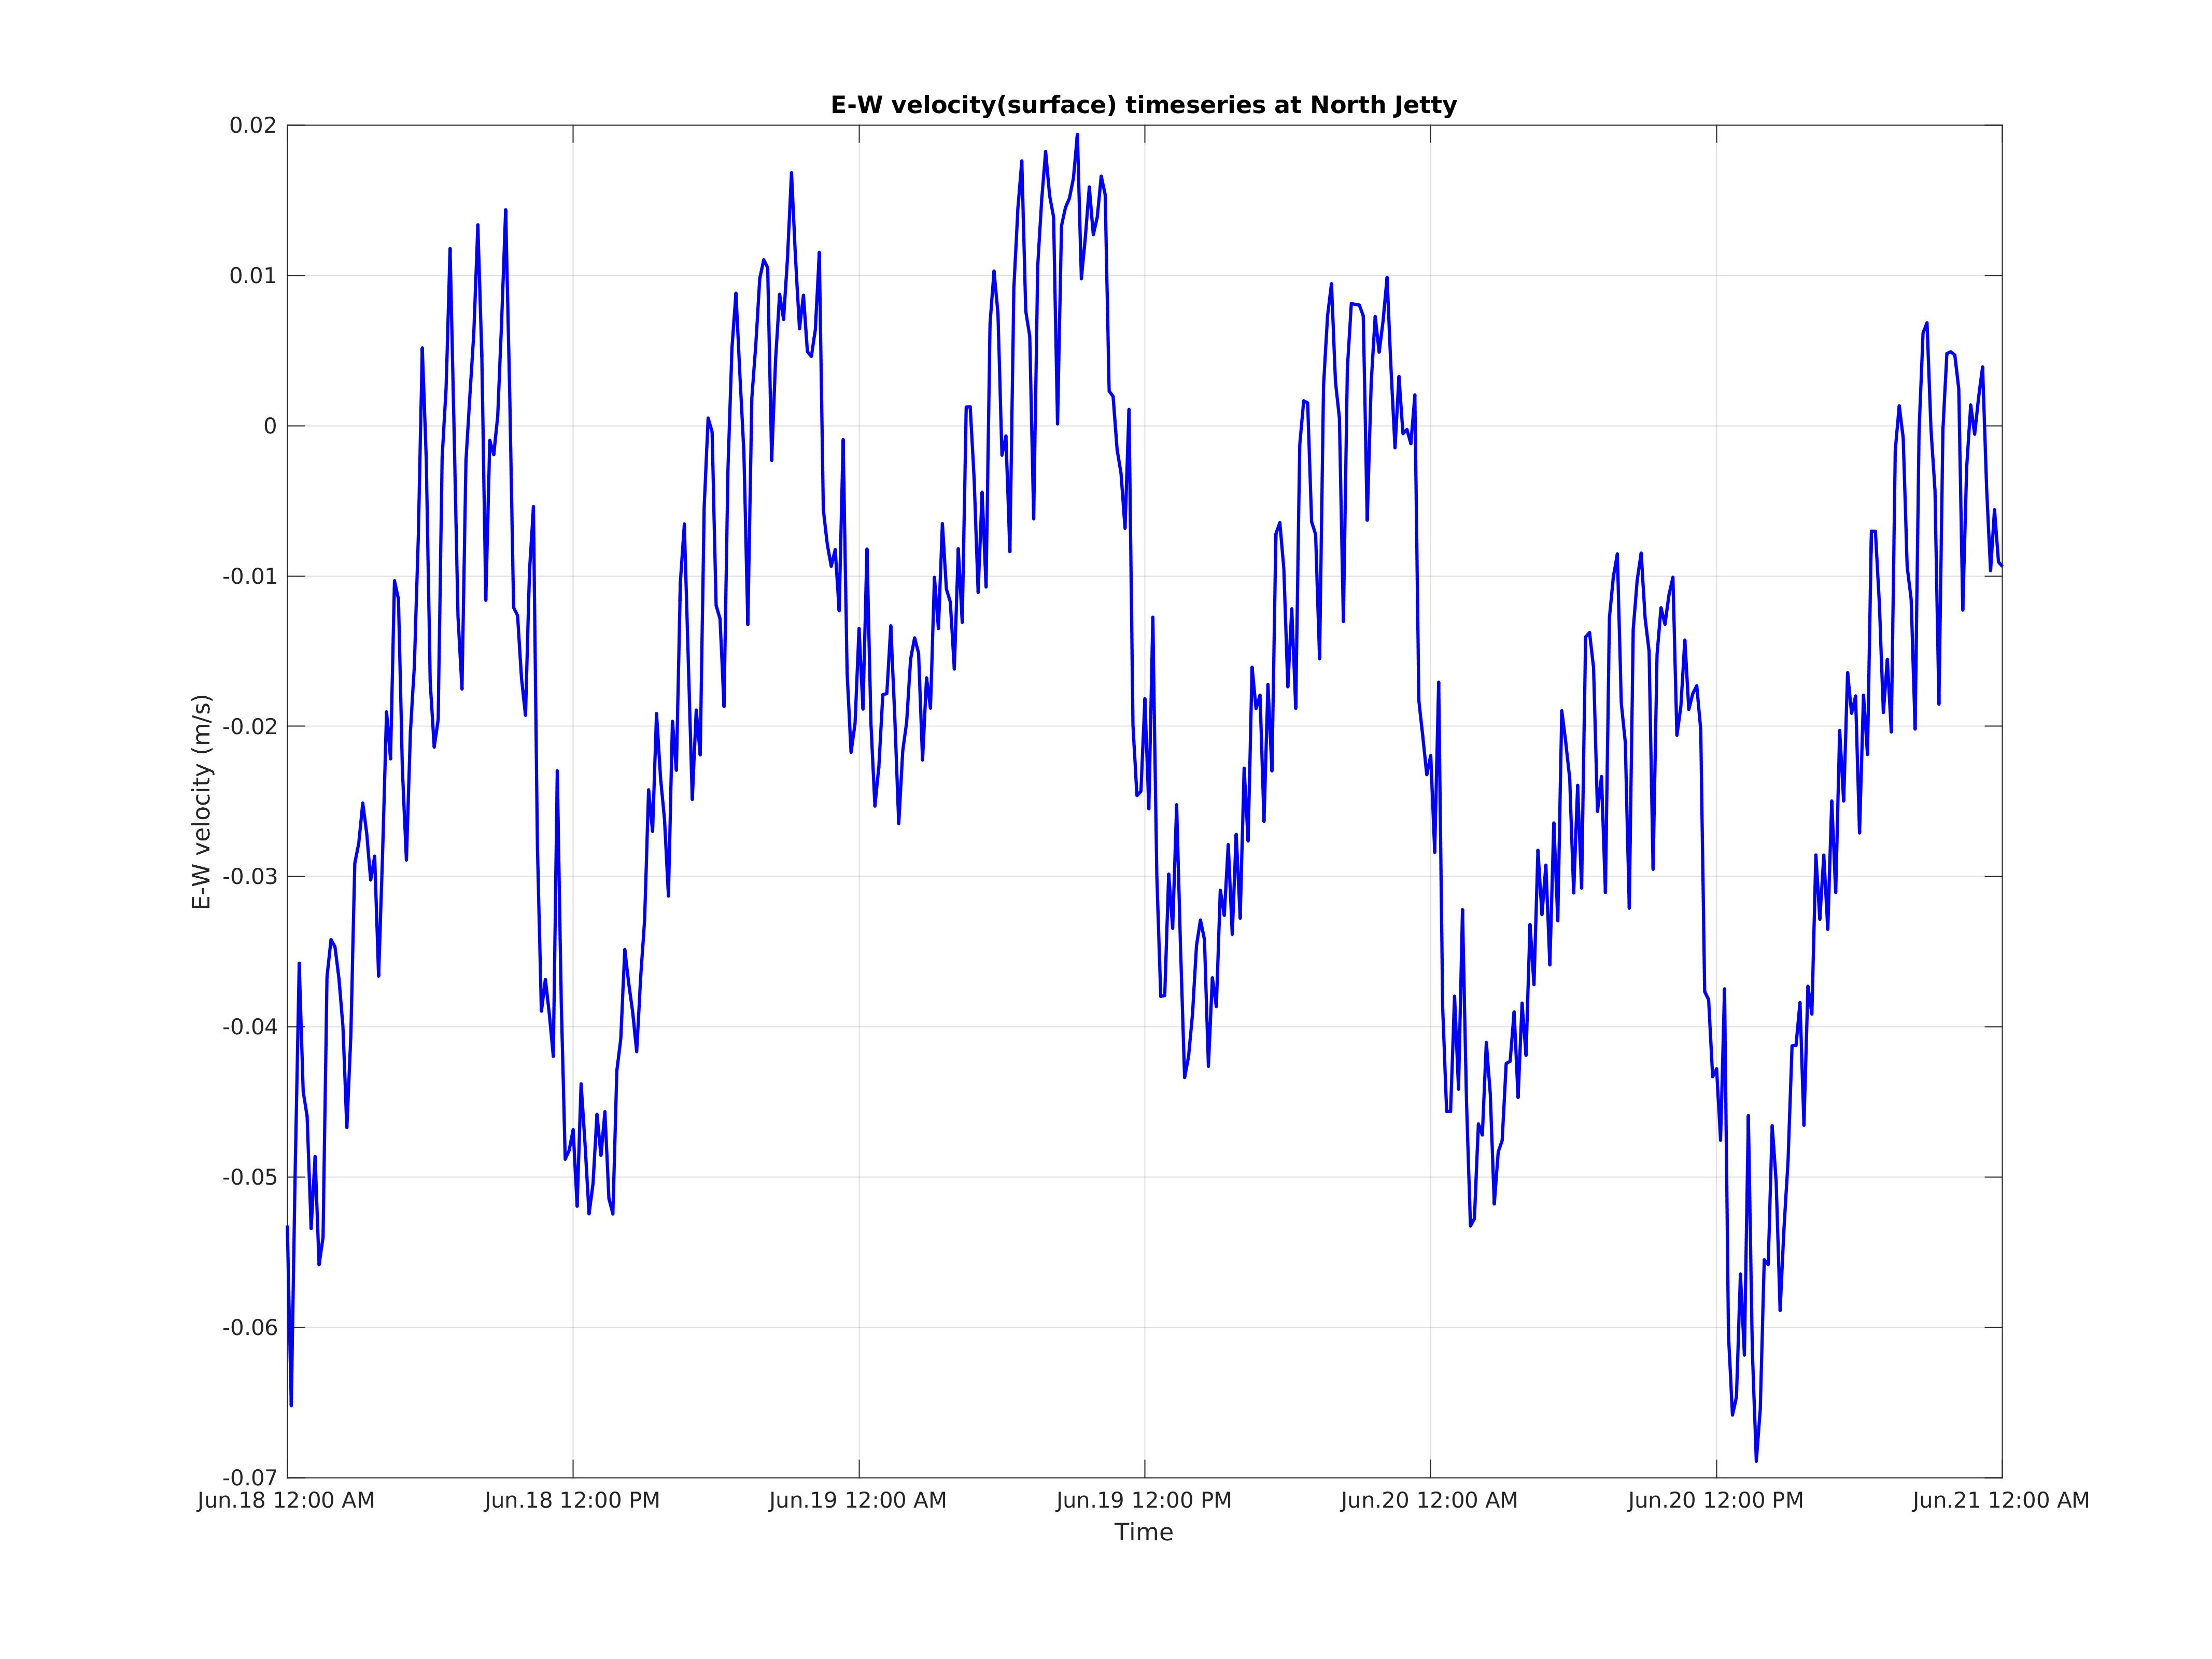 E-W velocity(surface) timeseries at North Jetty
0.02
0.01
0
-0.01
-0.02
-0.03
-0.04
-0.05
-0.06
-0.07
E-W velocity (m/s)
Jun.18 12:00 AM Jun.18 12:00 PM Jun.19 12:00 AM Jun.19 12:00 PM Jun.20 12:00 AM Jun.20 12:00 PM Jun.21 12:00 AM
Time